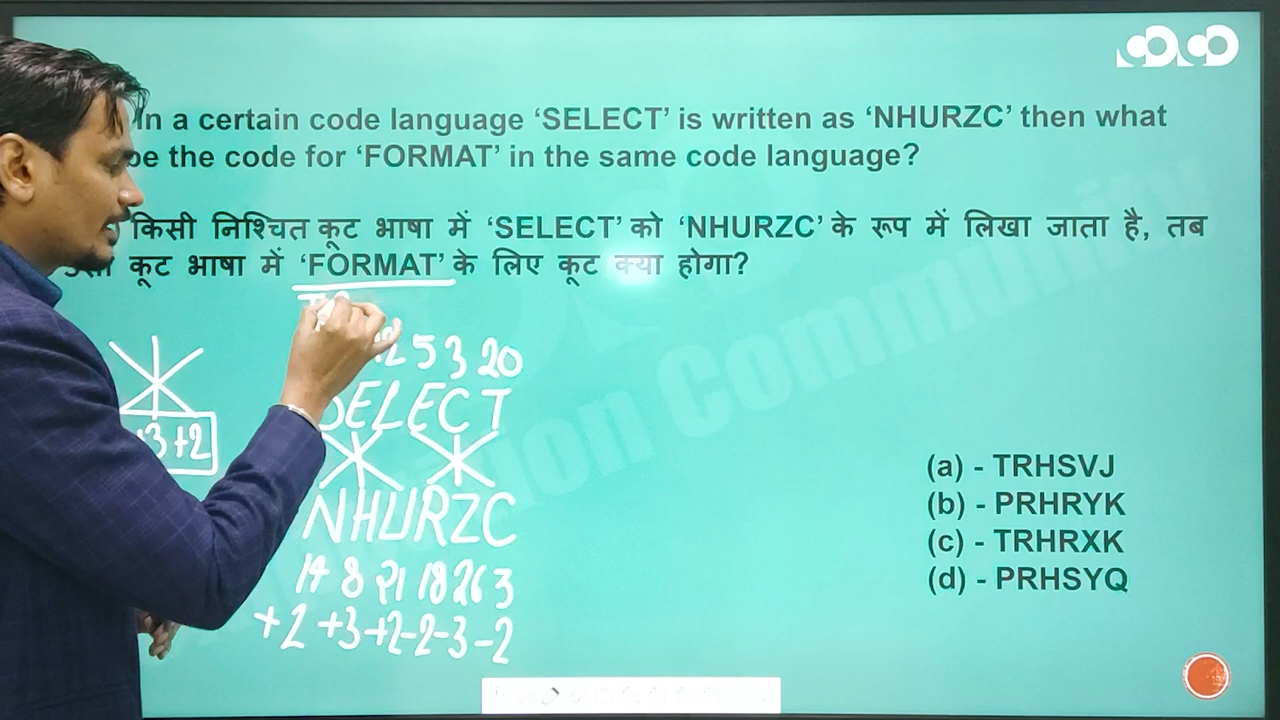 In a certain code language ‘SELECT’ is written as ‘NHURZC’ then what
be the code for ‘FORMAT’ in the same code language?
किसी निश्चित कूट भाषा में ‘SELECT’ को ‘NHURZC’ के रूप में लिखा जाता है, तब
कूट भाषा में ‘FORMAT’ के लिए कूट क्या होगा?
12 5 3 20
SELECT
+3 +2
NHURZC
14 8 21 18 26 3
+2 +3 +2 -2 -3 -2
(a) - TRHSVJ
(b) - PRHRYK
(c) - TRHRXK
(d) - PRHSYQ